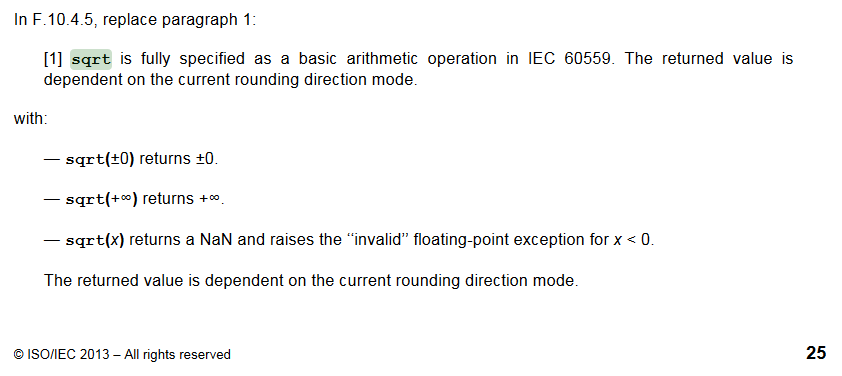 In F.10.4.5, replace paragraph 1:
[1] sqrt is fully specified as a basic arithmetic operation in IEC 60559. The returned value is
dependent on the current rounding direction mode.
with:
— sqrt(±0) returns ±0.
— sqrt(+∞) returns +∞.
— sqrt(x) returns a NaN and raises the ‘‘invalid’’ floating-point exception for x < 0.
The returned value is dependent on the current rounding direction mode.
© ISO/IEC 2013 – All rights reserved 25